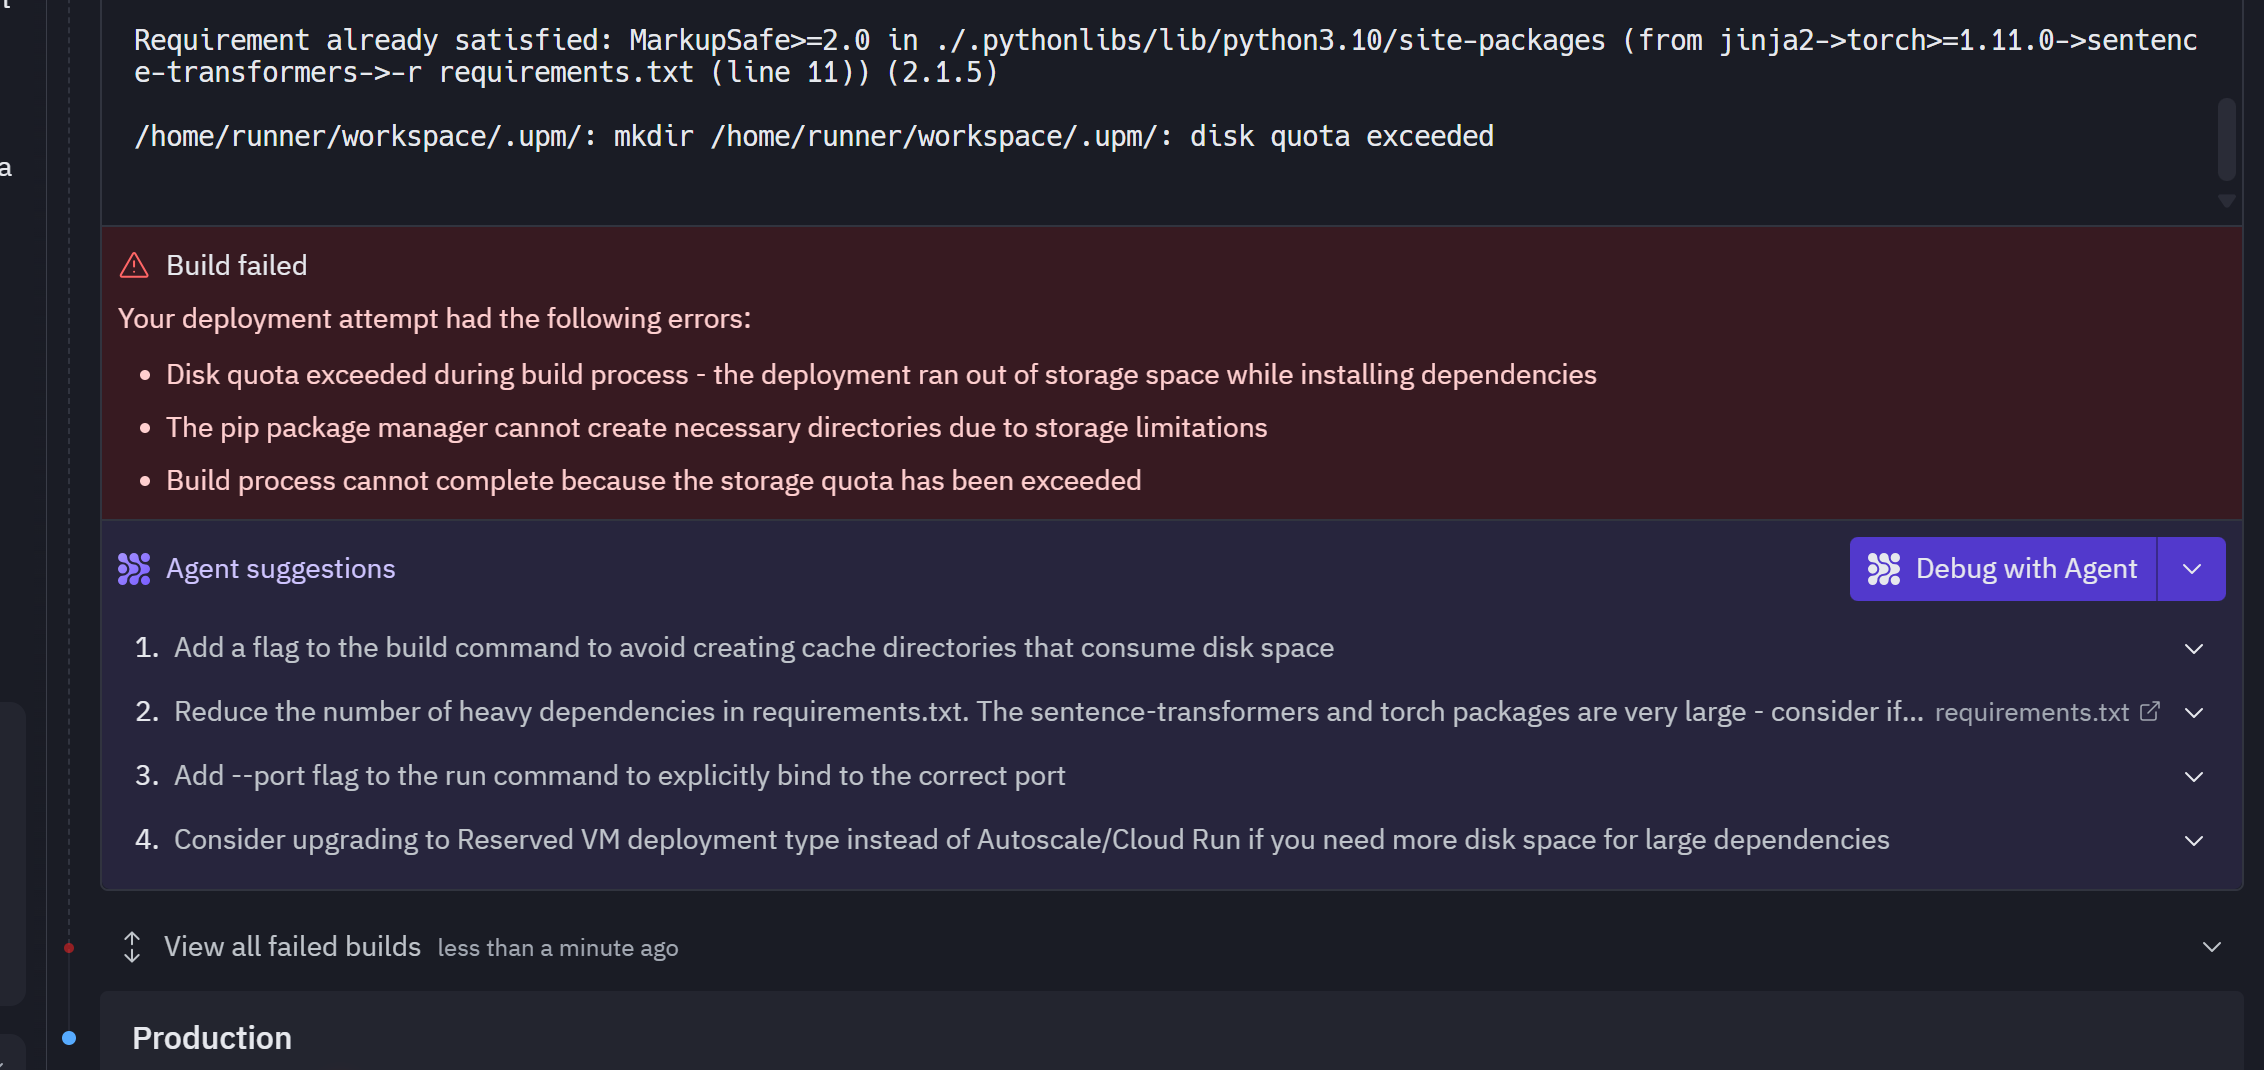 Requirement already satisfied: MarkupSafe>=2.0 in ./.pythonlibs/lib/python3.10/site-packages (from jinja2->torch>=1.11.0->sentenc
e-transformers->-r requirements.txt (line 11)) (2.1.5)
/home/runner/workspace/.upm/: mkdir /home/runner/workspace/.upm/: disk quota exceeded
a
Build failed
Your deployment attempt had the following errors:
• Disk quota exceeded during build process - the deployment ran out of storage space while installing dependencies
• The pip package manager cannot create necessary directories due to storage limitations
• Build process cannot complete because the storage quota has been exceeded
Agent suggestions
Debug with Agent
1. Add a flag to the build command to avoid creating cache directories that consume disk space
2. Reduce the number of heavy dependencies in requirements.txt. The sentence-transformers and torch packages are very large - consider if... requirements.txt
3. Add --port flag to the run command to explicitly bind to the correct port
4. Consider upgrading to Reserved VM deployment type instead of Autoscale/Cloud Run if you need more disk space for large dependencies
View all failed builds less than a minute ago
Production